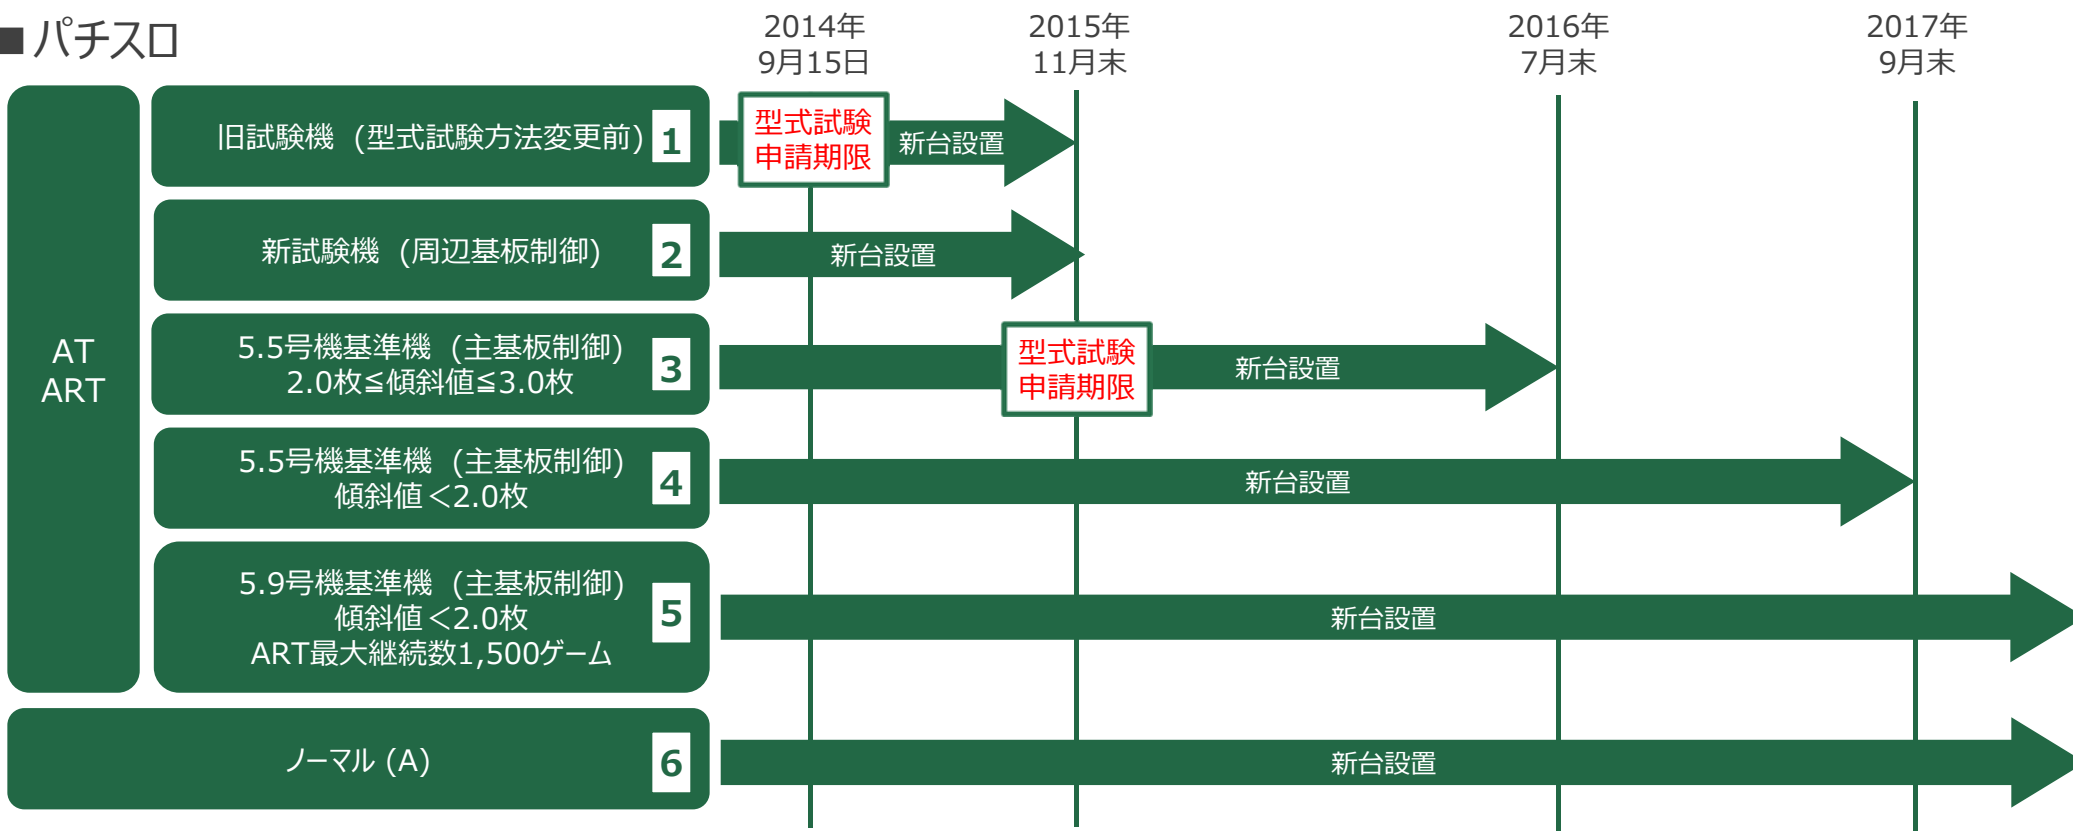 ■パチスロ
2014年
9月15日
2015年
11月末
2016年
7月末
2017年
9月末
AT
ART
旧試験機 (型式試験方法変更前) 1
型式試験
申請期限
新台設置
新試験機 (周辺基板制御) 2
新台設置
5.5号機基準機 (主基板制御)
2.0枚≦傾斜値≦3.0枚
3
型式試験
申請期限
新台設置
5.5号機基準機 (主基板制御)
傾斜値<2.0枚
4
新台設置
5.9号機基準機 (主基板制御)
傾斜値<2.0枚
ART最大継続数1,500ゲーム
5
新台設置
ノーマル (A) 6
新台設置